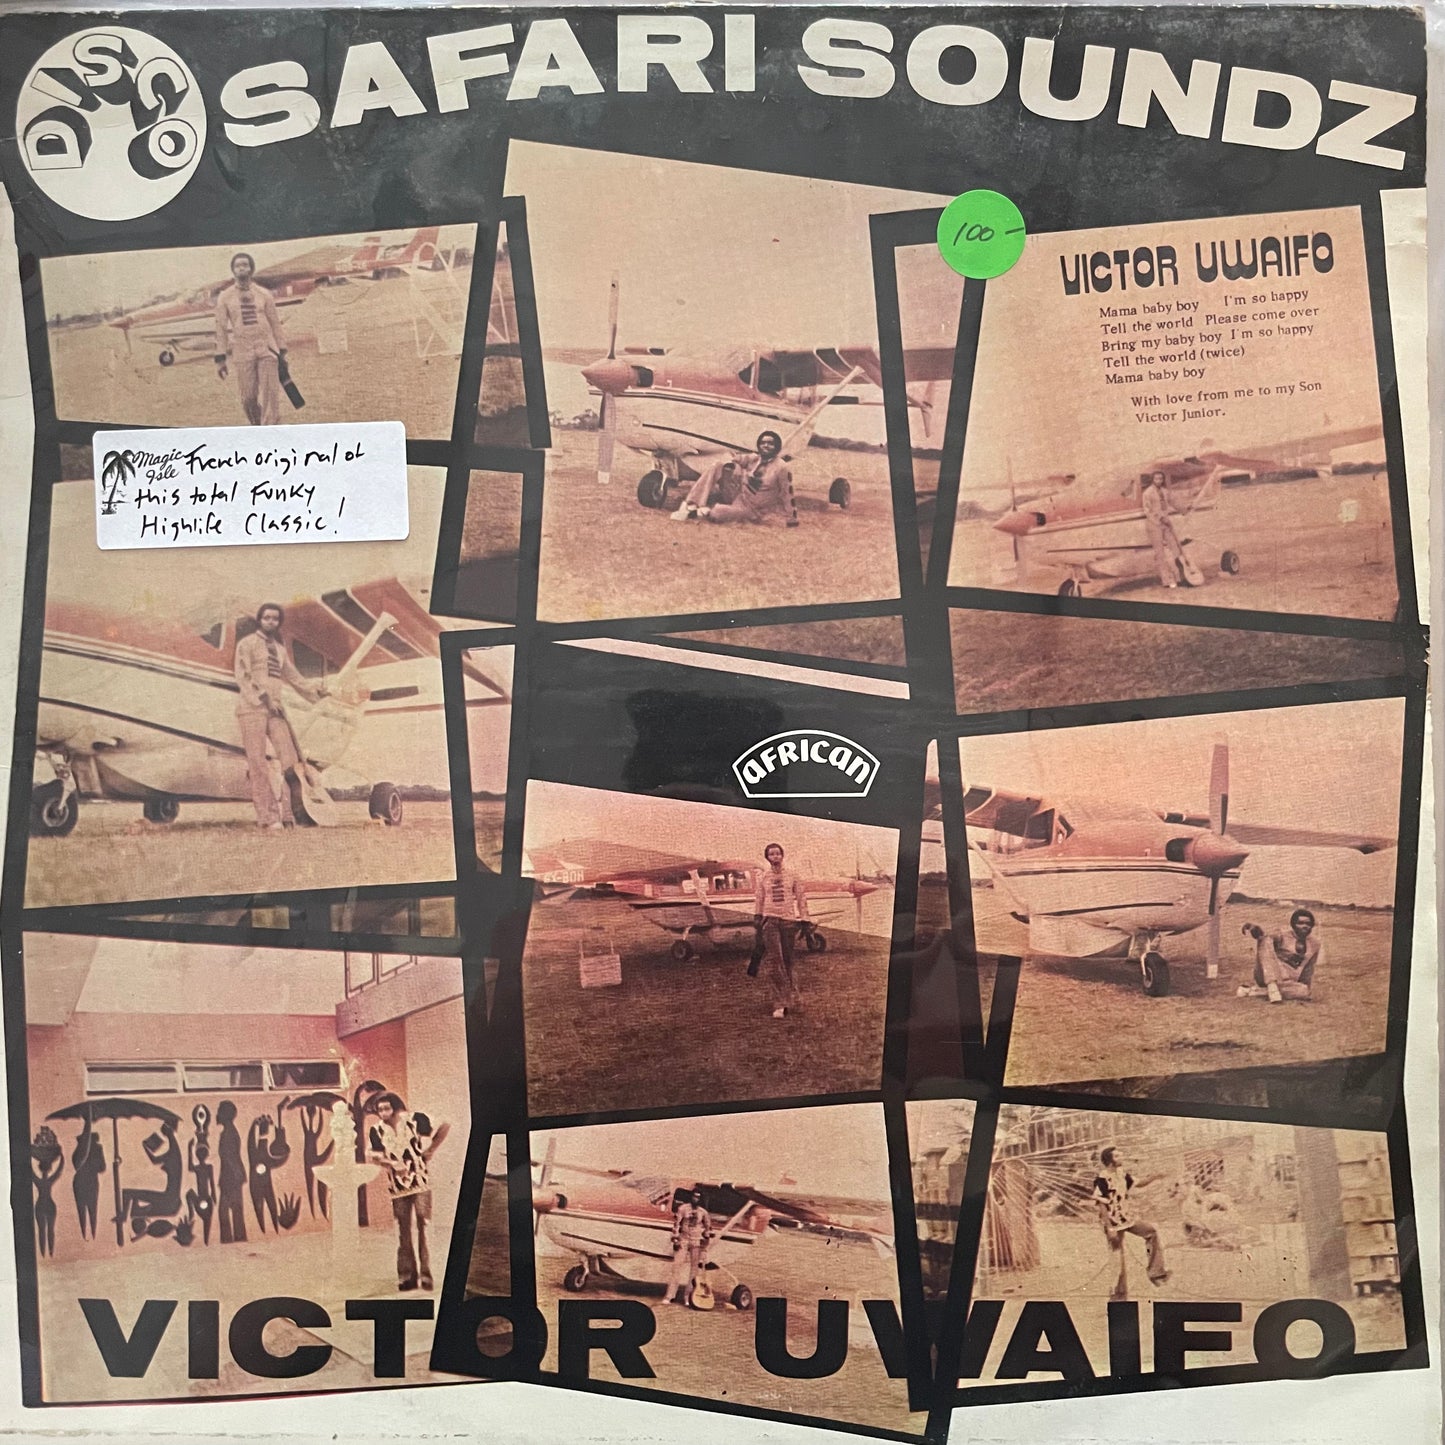 DISCO
SAFARI SOUNDZ
100-
VICTOR UWAIFO
Mama baby boy I'm so happy
Tell the world Please come over
Bring my baby boy I'm so happy
Tell the world (twice)
Mama baby boy
With love from me to my Son
Victor Junior.
Magic
Isle
French original of
this total Funky
Highlife Classic!
AFRICAN
VICTOR UWAIFO